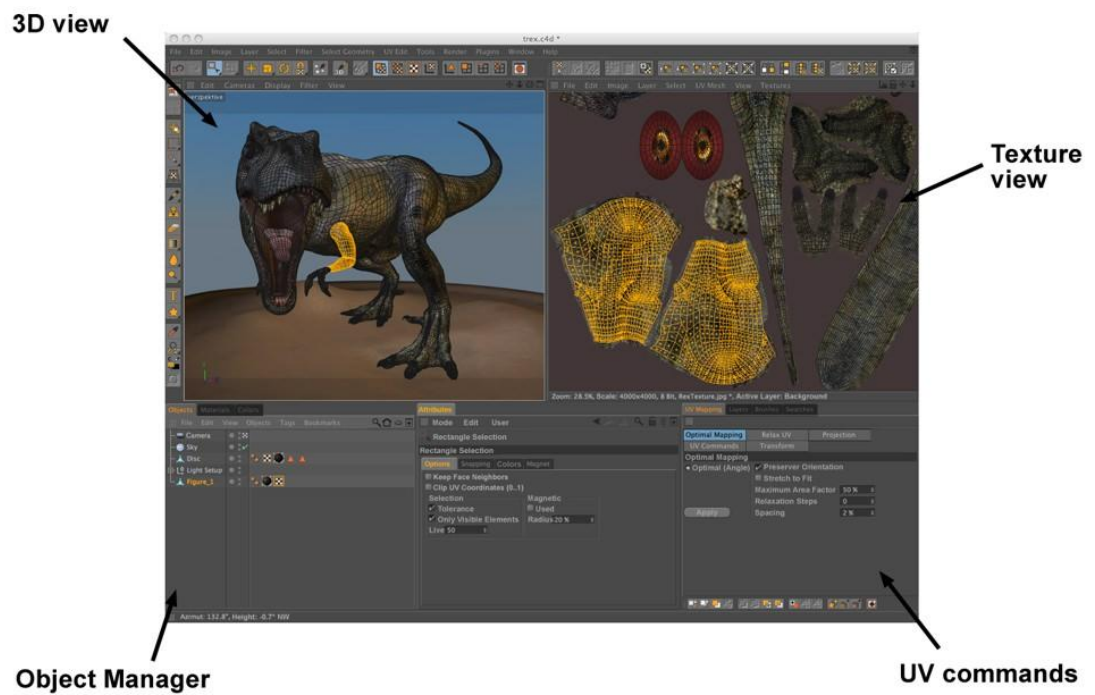 3D view
trex.c4d *
File Edit Image Layer Select Filter Select Geometry UV Edit Tools Render Plugins Window Help
Edit Cameras Display Filter View
File Edit Image Layer Select UV Mesh View Textures
Perspective
Texture
view
Zoom: 28.5%, Scale: 4000x4000, 8 Bit, RexTexture.jpg *, Active Layer: Background
Objects Materials Colors
Attributes
UV Mapping Layers Brushes Swatches
File Edit View Objects Tags Bookmarks
Mode Edit User
Camera
Sky
Disc
Light Setup
Figure_1
Rectangle Selection
Rectangle Selection
Options Snapping Colors Magnet
Keep Face Neighbors
Clip UV Coordinates (0..1)
Selection Magnetic
Tolerance Used
Only Visible Elements Radius 20 %
Live 50
Optimal Mapping Relax UV Projection
UV Commands Transform
Optimal Mapping
Optimal (Angle) Preserver Orientation
Stretch to Fit
Maximum Area Factor 50 %
Relaxation Steps 0
Apply Spacing 2 %
Azimut: 132.8°, Height: -0.7° NW
Object Manager
UV commands